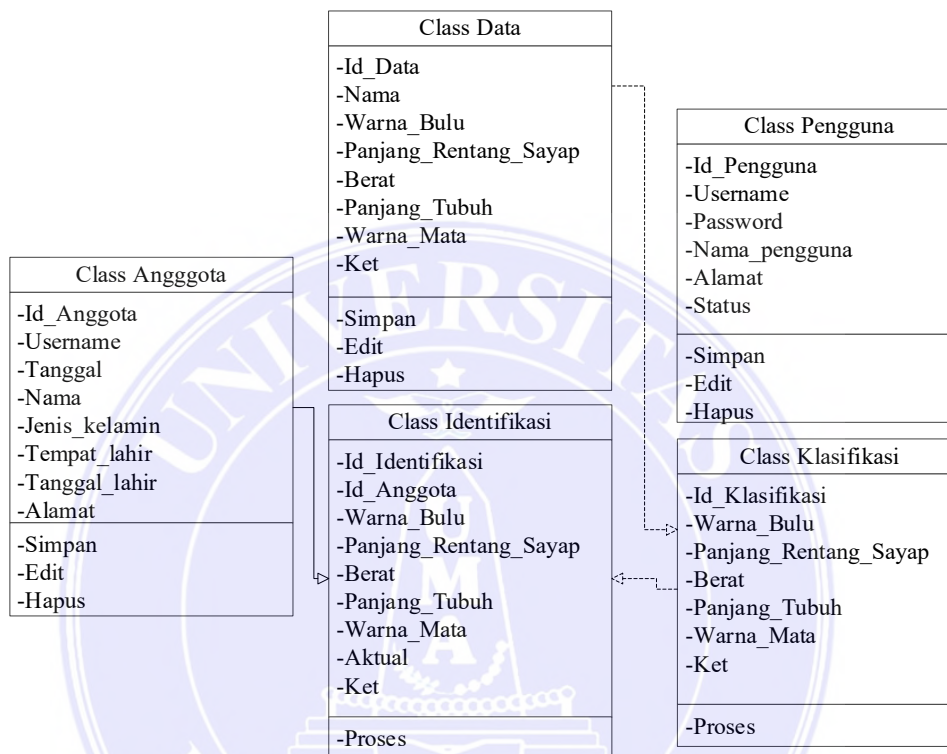 Class Data
-Id_Data
-Nama
-Warna_Bulu
-Panjang_Rentang_Sayap
-Berat
-Panjang_Tubuh
-Warna_Mata
-Ket
-Simpan
-Edit
-Hapus
Class Pengguna
-Id_Pengguna
-Username
-Password
-Nama_pengguna
-Alamat
-Status
-Simpan
-Edit
-Hapus
Class Angggota
-Id_Anggota
-Username
-Tanggal
-Nama
-Jenis_kelamin
-Tempat_lahir
-Tanggal_lahir
-Alamat
-Simpan
-Edit
-Hapus
Class Identifikasi
-Id_Identifikasi
-Id_Anggota
-Warna_Bulu
-Panjang_Rentang_Sayap
-Berat
-Panjang_Tubuh
-Warna_Mata
-Aktual
-Ket
-Proses
Class Klasifikasi
-Id_Klasifikasi
-Warna_Bulu
-Panjang_Rentang_Sayap
-Berat
-Panjang_Tubuh
-Warna_Mata
-Ket
-Proses
UNIVERSITAS
UMA